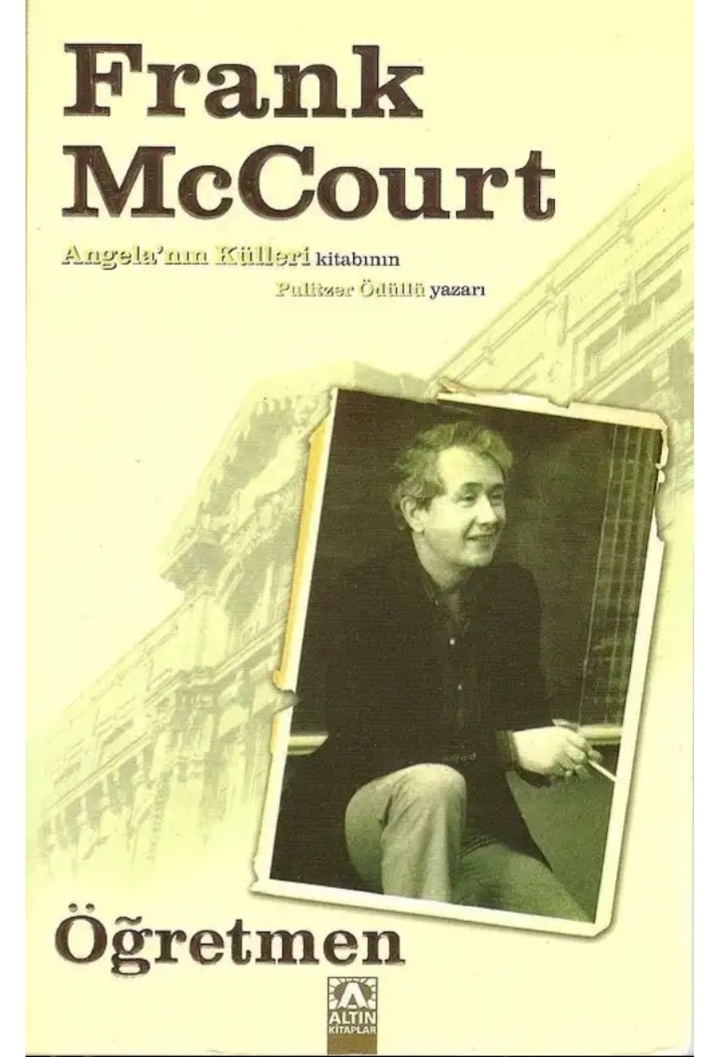 Frank
McCourt
Angela'nın Külleri kitabının
Pulitzer Ödüllü yazarı
Öğretmen
ALTIN
KİTAPLAR